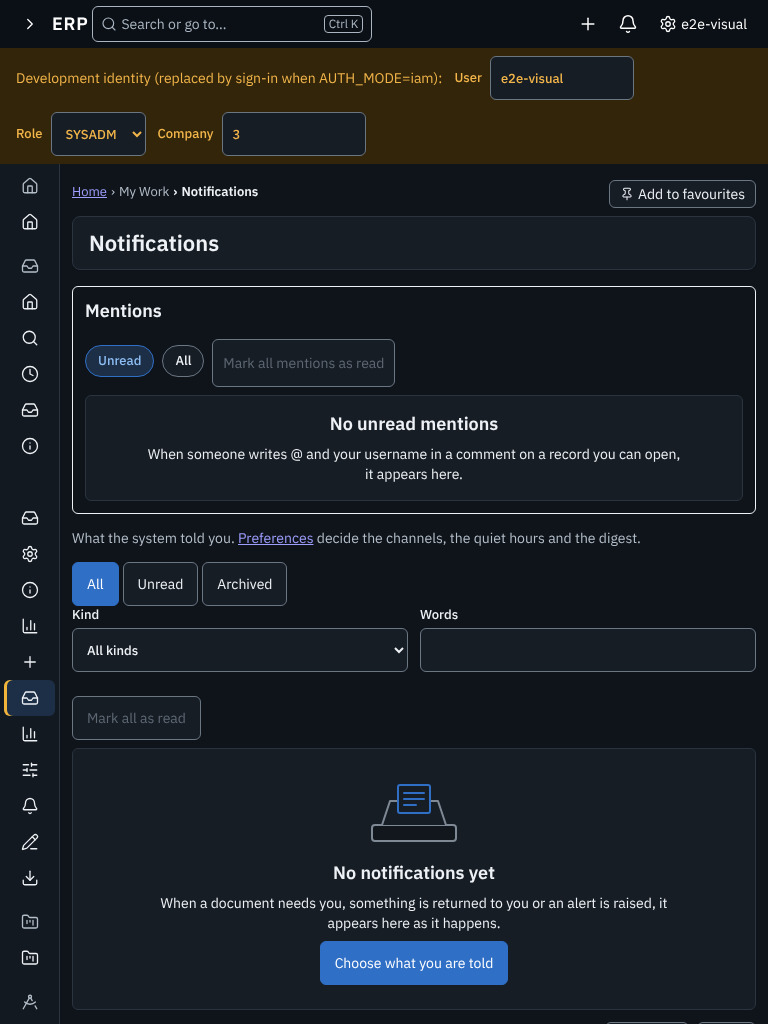 ERP Search or go to... Ctrl K e2e-visual
Development identity (replaced by sign-in when AUTH_MODE=iam): User e2e-visual
Role SYSADM Company 3
Home › My Work › Notifications
Add to favourites
Notifications
Mentions
Unread All Mark all mentions as read
No unread mentions
When someone writes @ and your username in a comment on a record you can open,
it appears here.
What the system told you. Preferences decide the channels, the quiet hours and the digest.
All Unread Archived
Kind Words
All kinds
Mark all as read
No notifications yet
When a document needs you, something is returned to you or an alert is raised, it
appears here as it happens.
Choose what you are told